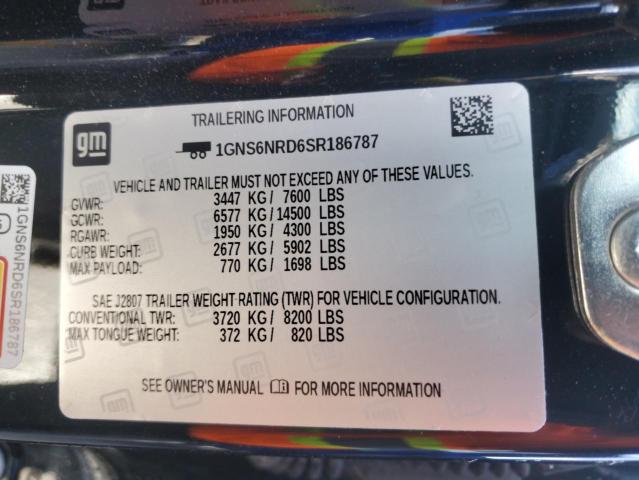 TRAILERING INFORMATION
gm
1GNS6NRD6SR186787
VEHICLE AND TRAILER MUST NOT EXCEED ANY OF THESE VALUES.
GVWR: 3447 KG/ 7600 LBS
GCWR: 6577 KG/14500 LBS
RGAWR: 1950 KG/ 4300 LBS
CURB WEIGHT: 2677 KG/ 5902 LBS
MAX PAYLOAD: 770 KG/ 1698 LBS
SAE J2807 TRAILER WEIGHT RATING (TWR) FOR VEHICLE CONFIGURATION.
CONVENTIONAL TWR: 3720 KG/ 8200 LBS
MAX TONGUE WEIGHT: 372 KG/ 820 LBS
SEE OWNER'S MANUAL FOR MORE INFORMATION
1GNS6NRD6SR186787